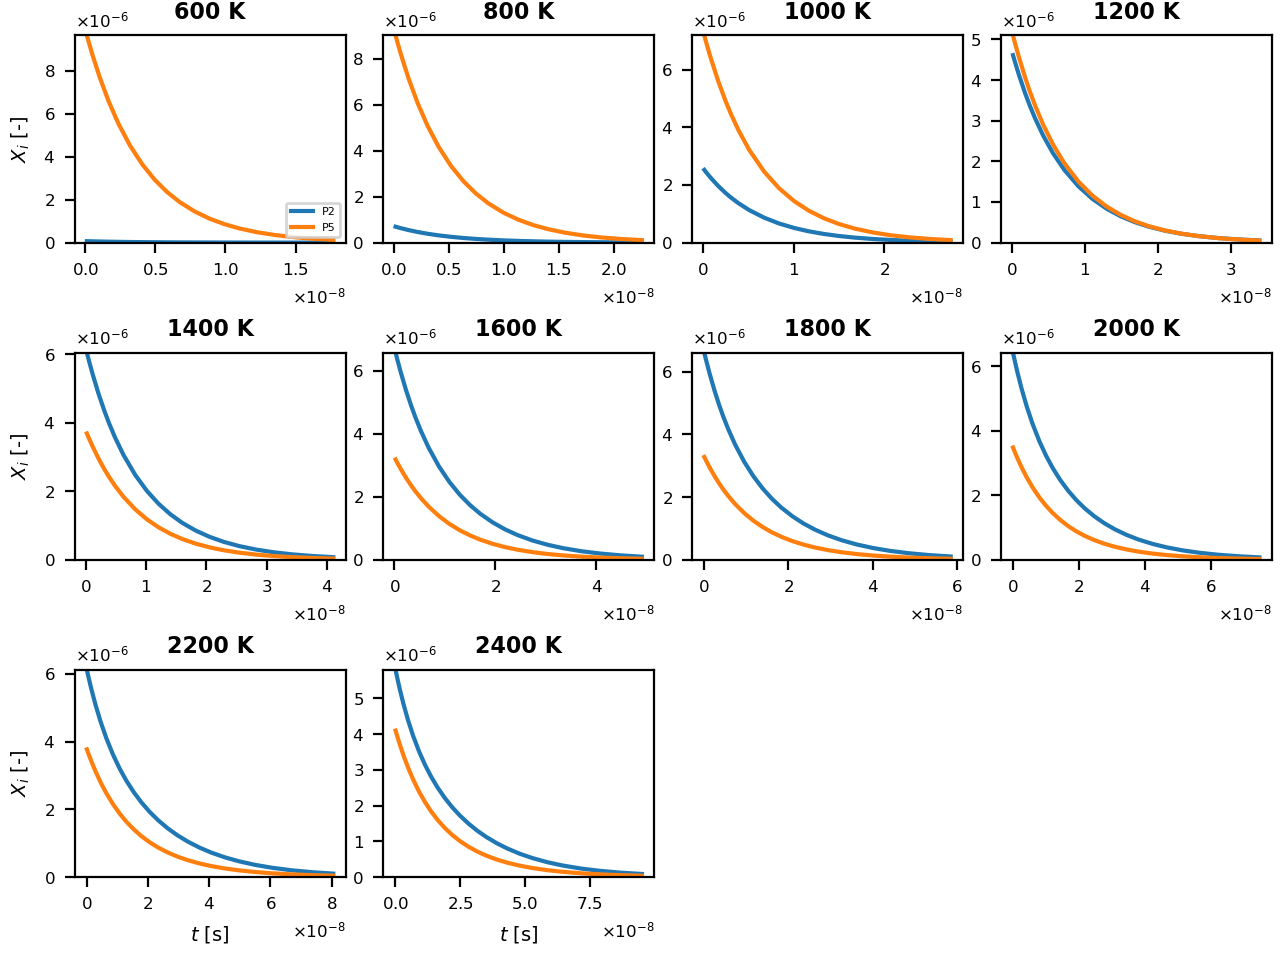 600 K 800 K 1000 K 1200 K
×10⁻⁶ ×10⁻⁶ ×10⁻⁶ ×10⁻⁶
X_i [-]
8 6 4 2 0
8 6 4 2 0
6 4 2 0
5 4 3 2 1 0
P2
P5
0.0 0.5 1.0 1.5
0.0 0.5 1.0 1.5 2.0
0 1 2
0 1 2 3
×10⁻⁸ ×10⁻⁸ ×10⁻⁸ ×10⁻⁸
1400 K 1600 K 1800 K 2000 K
×10⁻⁶ ×10⁻⁶ ×10⁻⁶ ×10⁻⁶
X_i [-]
6 4 2 0
6 4 2 0
6 4 2 0
6 4 2 0
0 1 2 3 4
0 2 4
0 2 4 6
0 2 4 6
×10⁻⁸ ×10⁻⁸ ×10⁻⁸ ×10⁻⁸
2200 K 2400 K
×10⁻⁶ ×10⁻⁶
X_i [-]
6 4 2 0
5 4 3 2 1 0
0 2 4 6 8
0.0 2.5 5.0 7.5
t [s] ×10⁻⁸ t [s] ×10⁻⁸